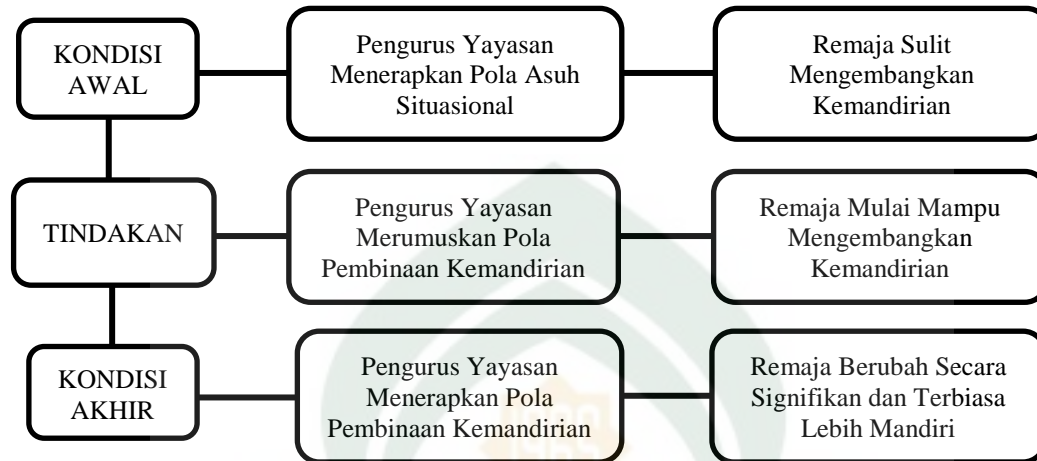 KONDISI
AWAL
Pengurus Yayasan
Menerapkan Pola Asuh
Situasional
Remaja Sulit
Mengembangkan
Kemandirian
TINDAKAN
Pengurus Yayasan
Merumuskan Pola
Pembinaan Kemandirian
Remaja Mulai Mampu
Mengembangkan
Kemandirian
KONDISI
AKHIR
Pengurus Yayasan
Menerapkan Pola
Pembinaan Kemandirian
Remaja Berubah Secara
Signifikan dan Terbiasa
Lebih Mandiri